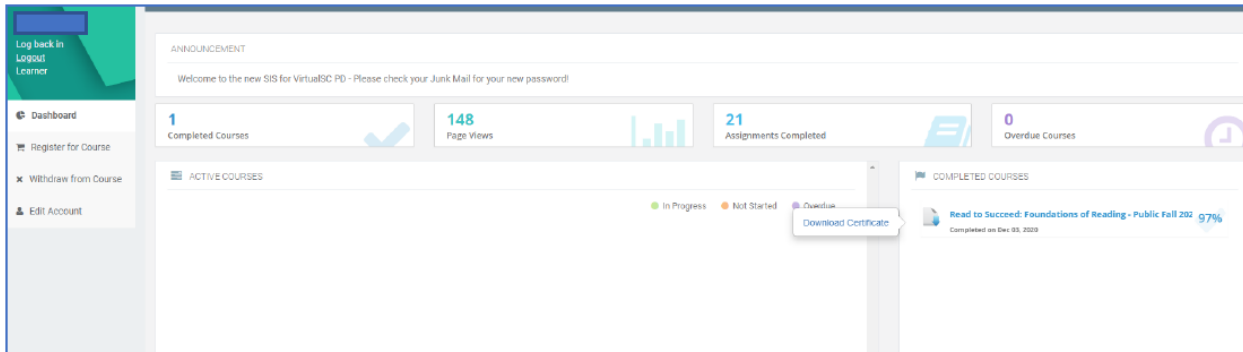 Log back in
Logout
Learner
Dashboard
Register for Course
Withdraw from Course
Edit Account
ANNOUNCEMENT
Welcome to the new SIS for VirtualSC PD - Please check your Junk Mail for your new password!
1
Completed Courses
148
Page Views
21
Assignments Completed
0
Overdue Courses
ACTIVE COURSES
In Progress Not Started Overdue
Download Certificate
COMPLETED COURSES
Read to Succeed: Foundations of Reading - Public Fall 202 97%
Completed on Dec 03, 2020